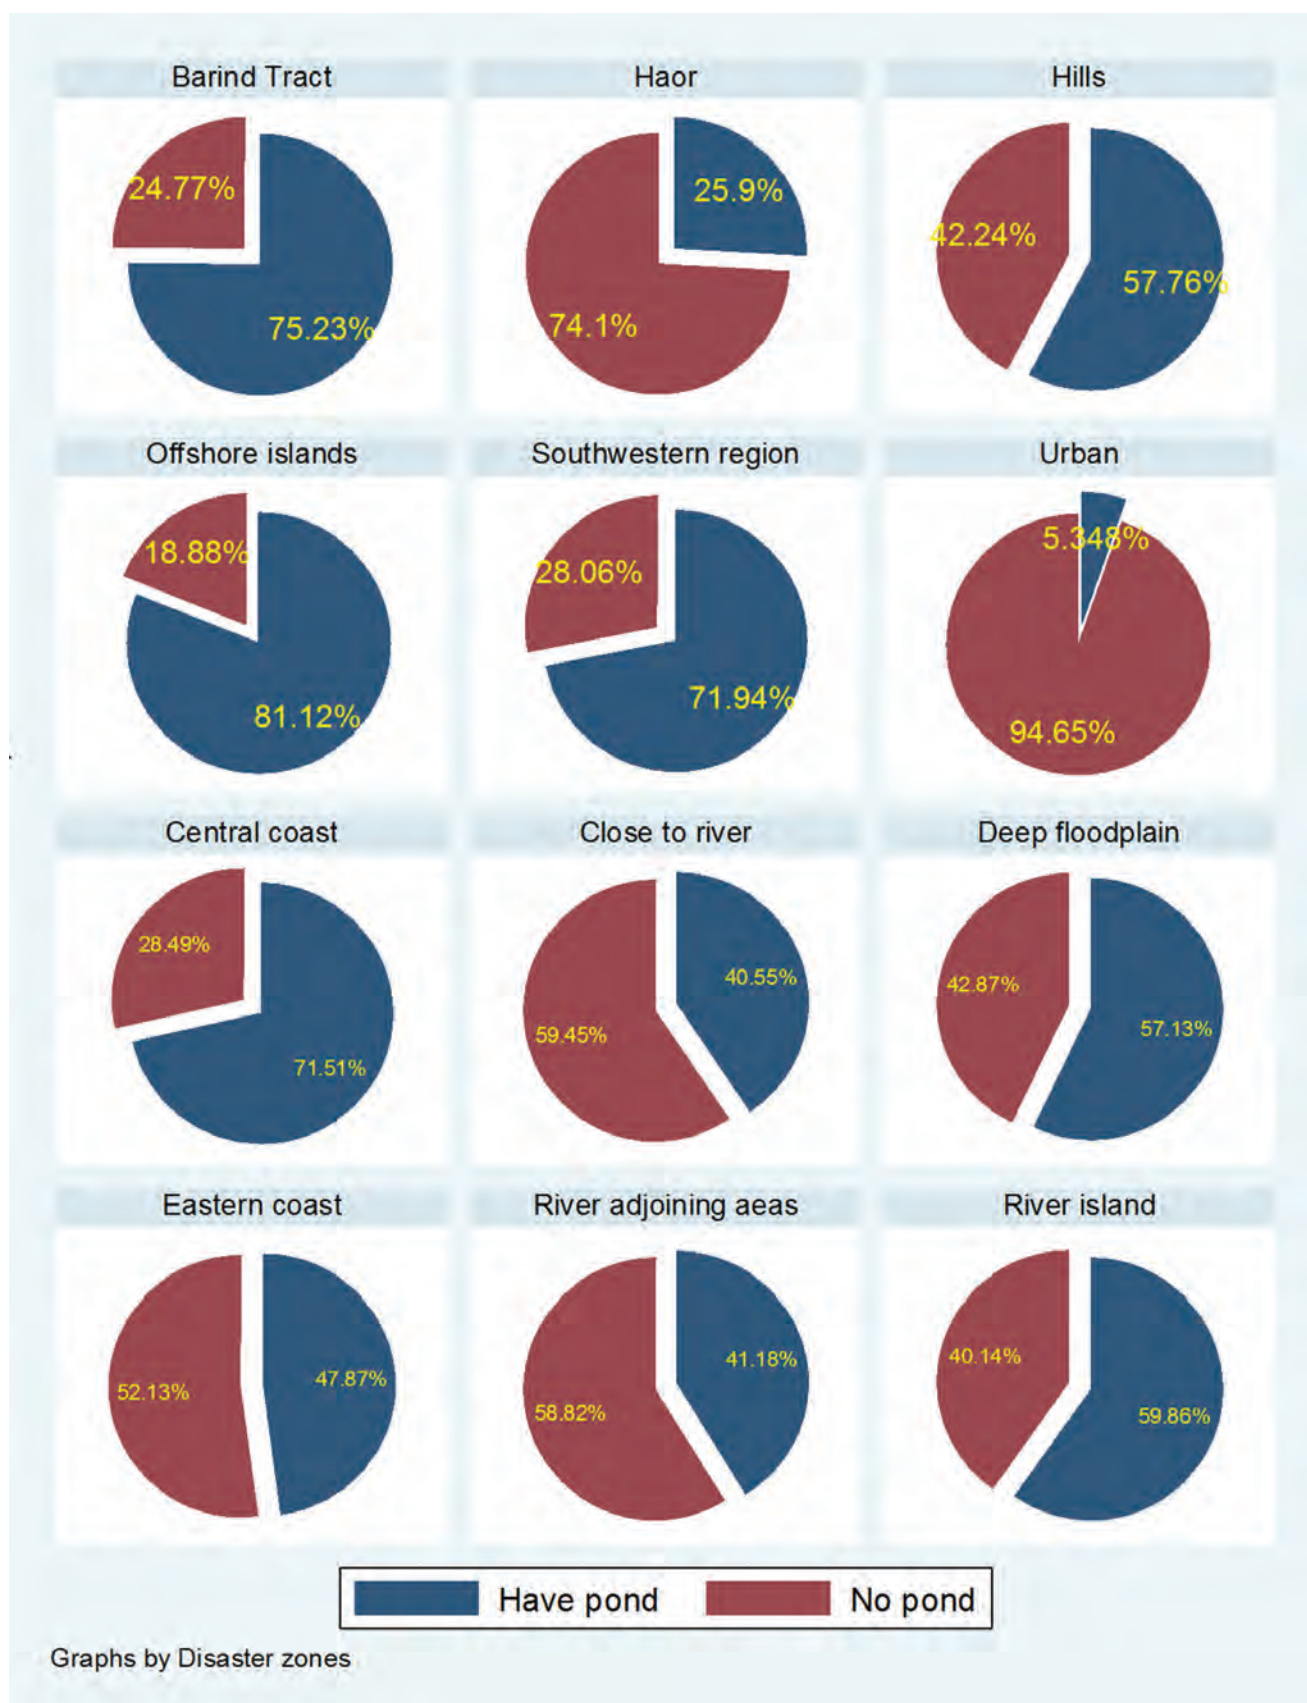 Barind Tract
Haor
Hills
24.77%
75.23%
25.9%
74.1%
42.24%
57.76%
Offshore islands
Southwestern region
Urban
18.88%
81.12%
28.06%
71.94%
5.348%
94.65%
Central coast
Close to river
Deep floodplain
28.49%
71.51%
40.55%
59.45%
42.87%
57.13%
Eastern coast
River adjoining aeas
River island
52.13%
47.87%
41.18%
58.82%
40.14%
59.86%
Have pond
No pond
Graphs by Disaster zones